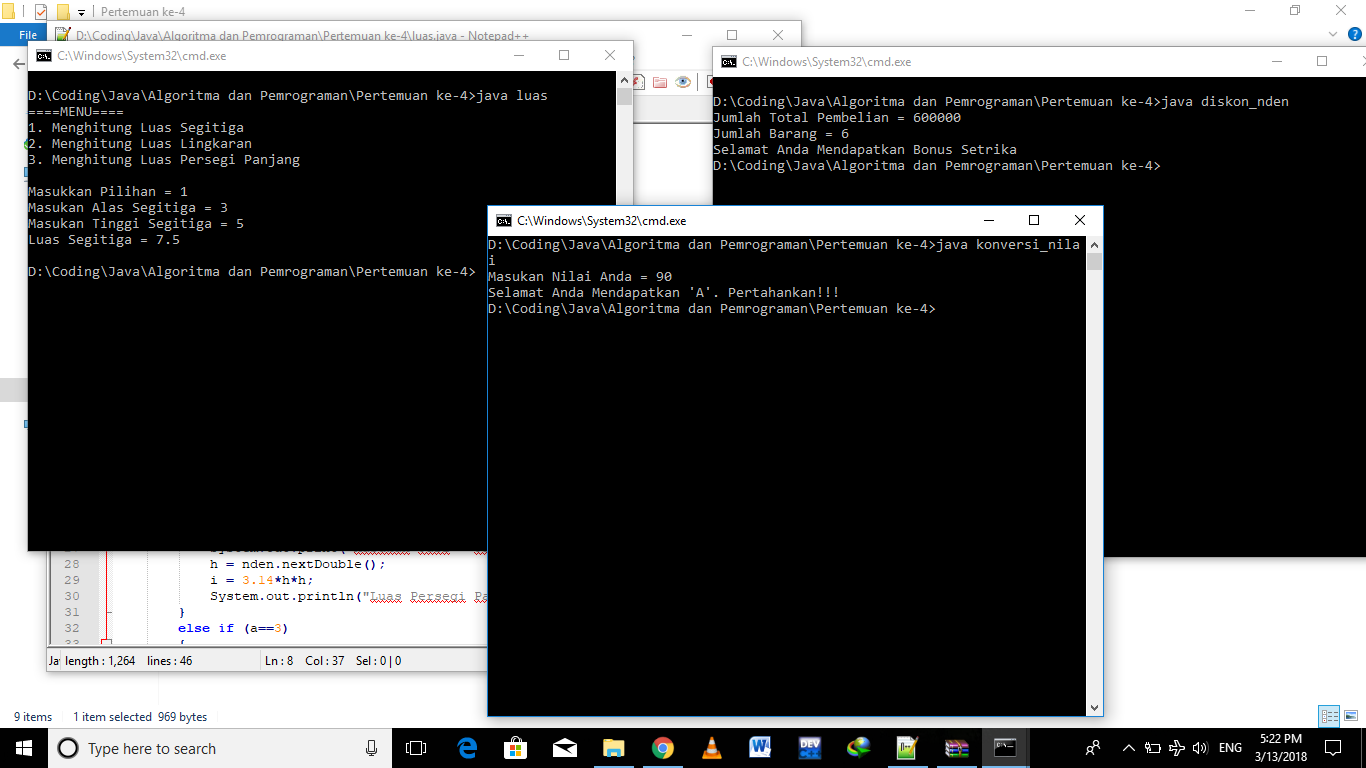 Pertemuan ke-4
File
D:\Coding\Java\Algoritma dan Pemrograman\Pertemuan ke-4\luas.java - Notepad++
C:\Windows\System32\cmd.exe
D:\Coding\Java\Algoritma dan Pemrograman\Pertemuan ke-4>java luas
====MENU====
1. Menghitung Luas Segitiga
2. Menghitung Luas Lingkaran
3. Menghitung Luas Persegi Panjang
Masukkan Pilihan = 1
Masukan Alas Segitiga = 3
Masukan Tinggi Segitiga = 5
Luas Segitiga = 7.5
D:\Coding\Java\Algoritma dan Pemrograman\Pertemuan ke-4>
C:\Windows\System32\cmd.exe
D:\Coding\Java\Algoritma dan Pemrograman\Pertemuan ke-4>java diskon_nden
Jumlah Total Pembelian = 600000
Jumlah Barang = 6
Selamat Anda Mendapatkan Bonus Setrika
D:\Coding\Java\Algoritma dan Pemrograman\Pertemuan ke-4>
C:\Windows\System32\cmd.exe
D:\Coding\Java\Algoritma dan Pemrograman\Pertemuan ke-4>java konversi_nila
i
Masukan Nilai Anda = 90
Selamat Anda Mendapatkan 'A'. Pertahankan!!!
D:\Coding\Java\Algoritma dan Pemrograman\Pertemuan ke-4>
28 h = nden.nextDouble();
29 i = 3.14*h*h;
30 System.out.println("Luas Persegi
31 }
32 else if (a==3)
33 {
length : 1,264 lines : 46 Ln : 8 Col : 37 Sel : 0 | 0
9 items 1 item selected 969 bytes
Type here to search
DEV
ENG
5:22 PM
3/13/2018